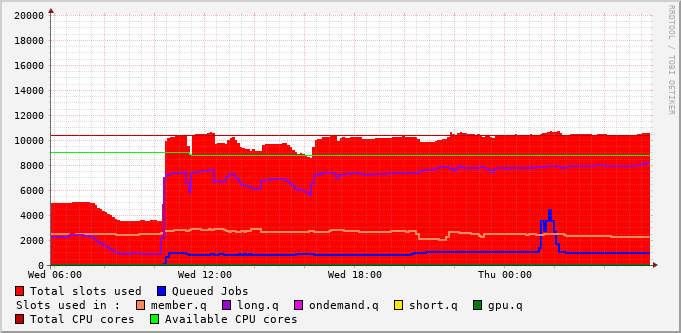 RRDTOOL / TOBI OETIKER
20000
18000
16000
14000
12000
10000
8000
6000
4000
2000
0
Wed 06:00 Wed 12:00 Wed 18:00 Thu 00:00
Total slots used Queued Jobs
Slots used in : member.q long.q ondemand.q short.q gpu.q
Total CPU cores Available CPU cores